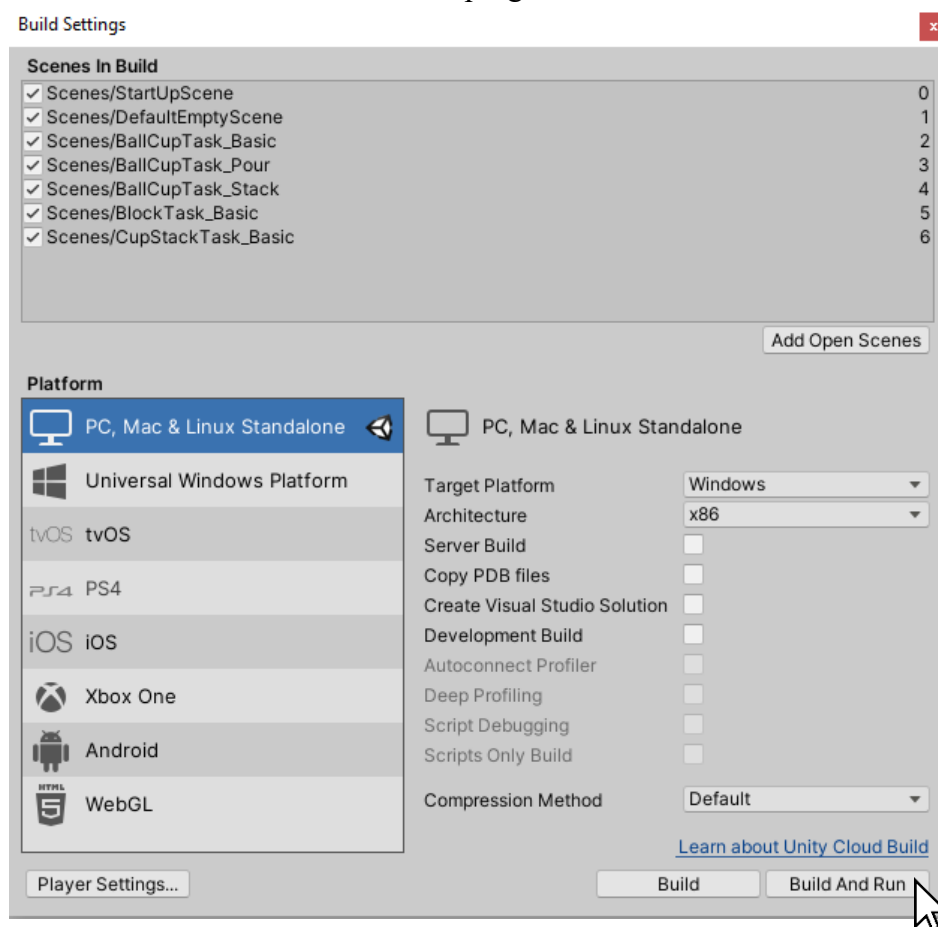 Build Settings
x
Scenes In Build
Scenes/StartUpScene 0
Scenes/DefaultEmptyScene 1
Scenes/BallCupTask_Basic 2
Scenes/BallCupTask_Pour 3
Scenes/BallCupTask_Stack 4
Scenes/BlockTask_Basic 5
Scenes/CupStackTask_Basic 6
Add Open Scenes
Platform
PC, Mac & Linux Standalone
Universal Windows Platform
tvOS tvOS
PS4 PS4
iOS iOS
Xbox One
Android
HTML 5 WebGL
PC, Mac & Linux Standalone
Target Platform Windows
Architecture x86
Server Build
Copy PDB files
Create Visual Studio Solution
Development Build
Autoconnect Profiler
Deep Profiling
Script Debugging
Scripts Only Build
Compression Method Default
Learn about Unity Cloud Build
Player Settings... Build Build And Run